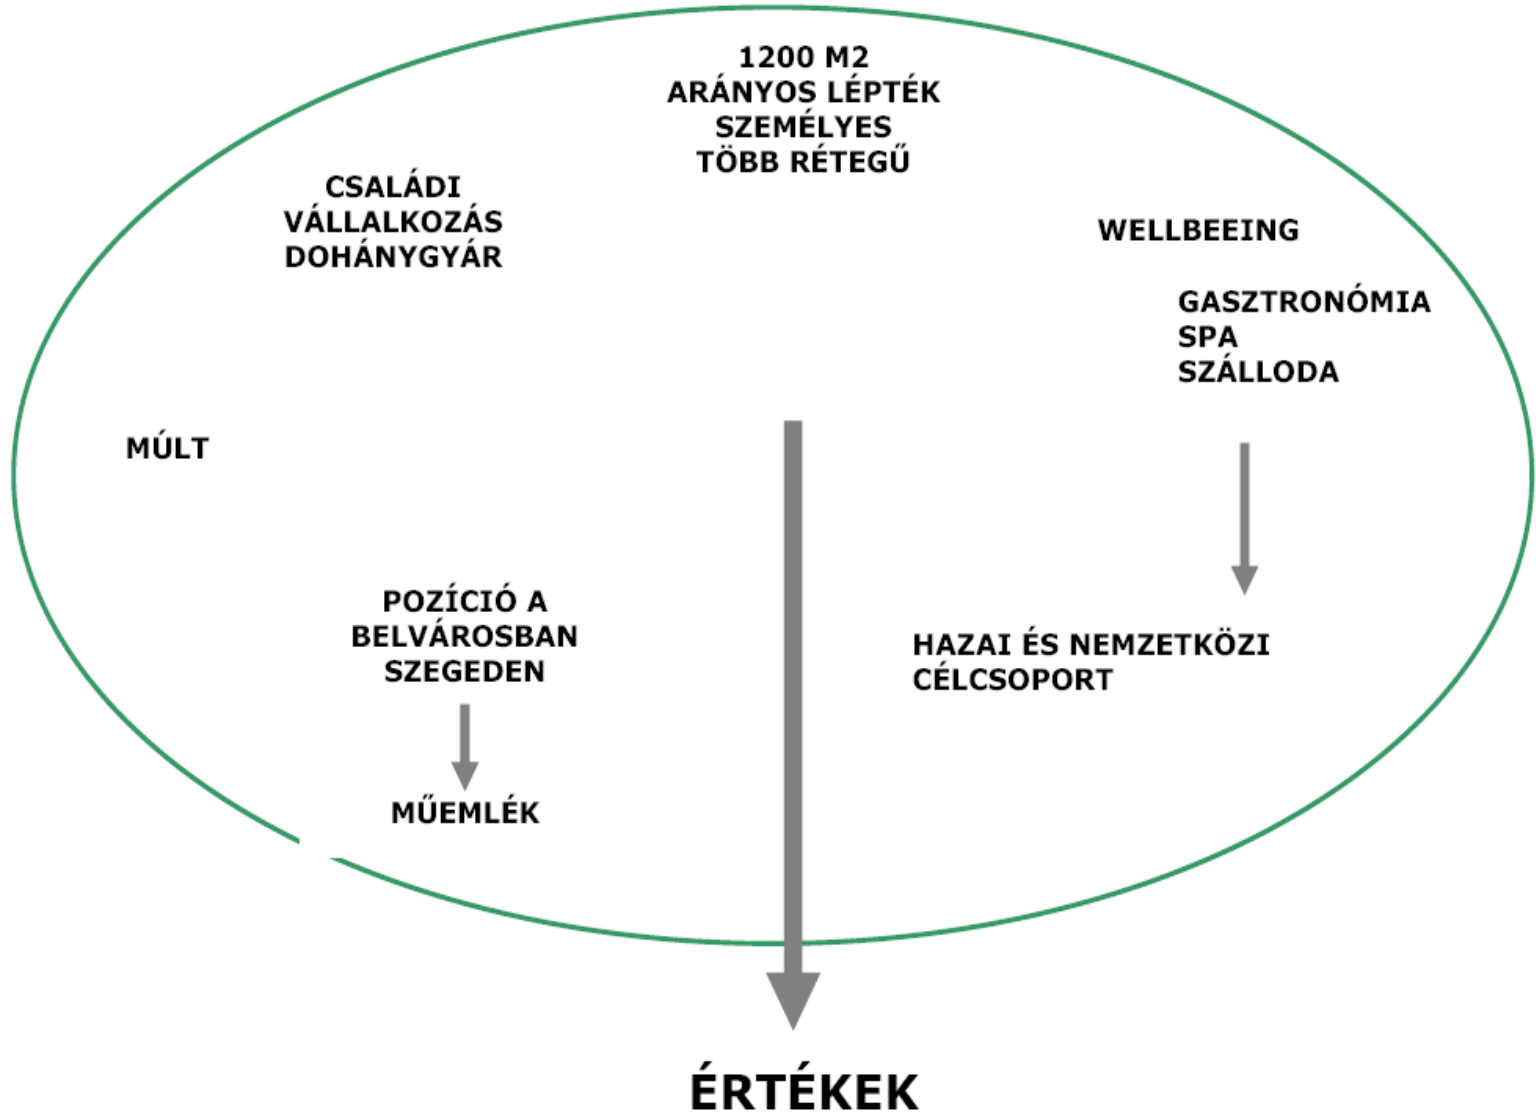 1200 M2
ARÁNYOS LÉPTÉK
SZEMÉLYES
TÖBB RÉTEGŰ
CSALÁDI
VÁLLALKOZÁS
DOHÁNYGYÁR
WELLBEEING
GASZTRONÓMIA
SPA
SZÁLLODA
MÚLT
POZÍCIÓ A
BELVÁROSBAN
SZEGEDEN
HAZAI ÉS NEMZETKÖZI
CÉLCSOPORT
MŰEMLÉK
ÉRTÉKEK